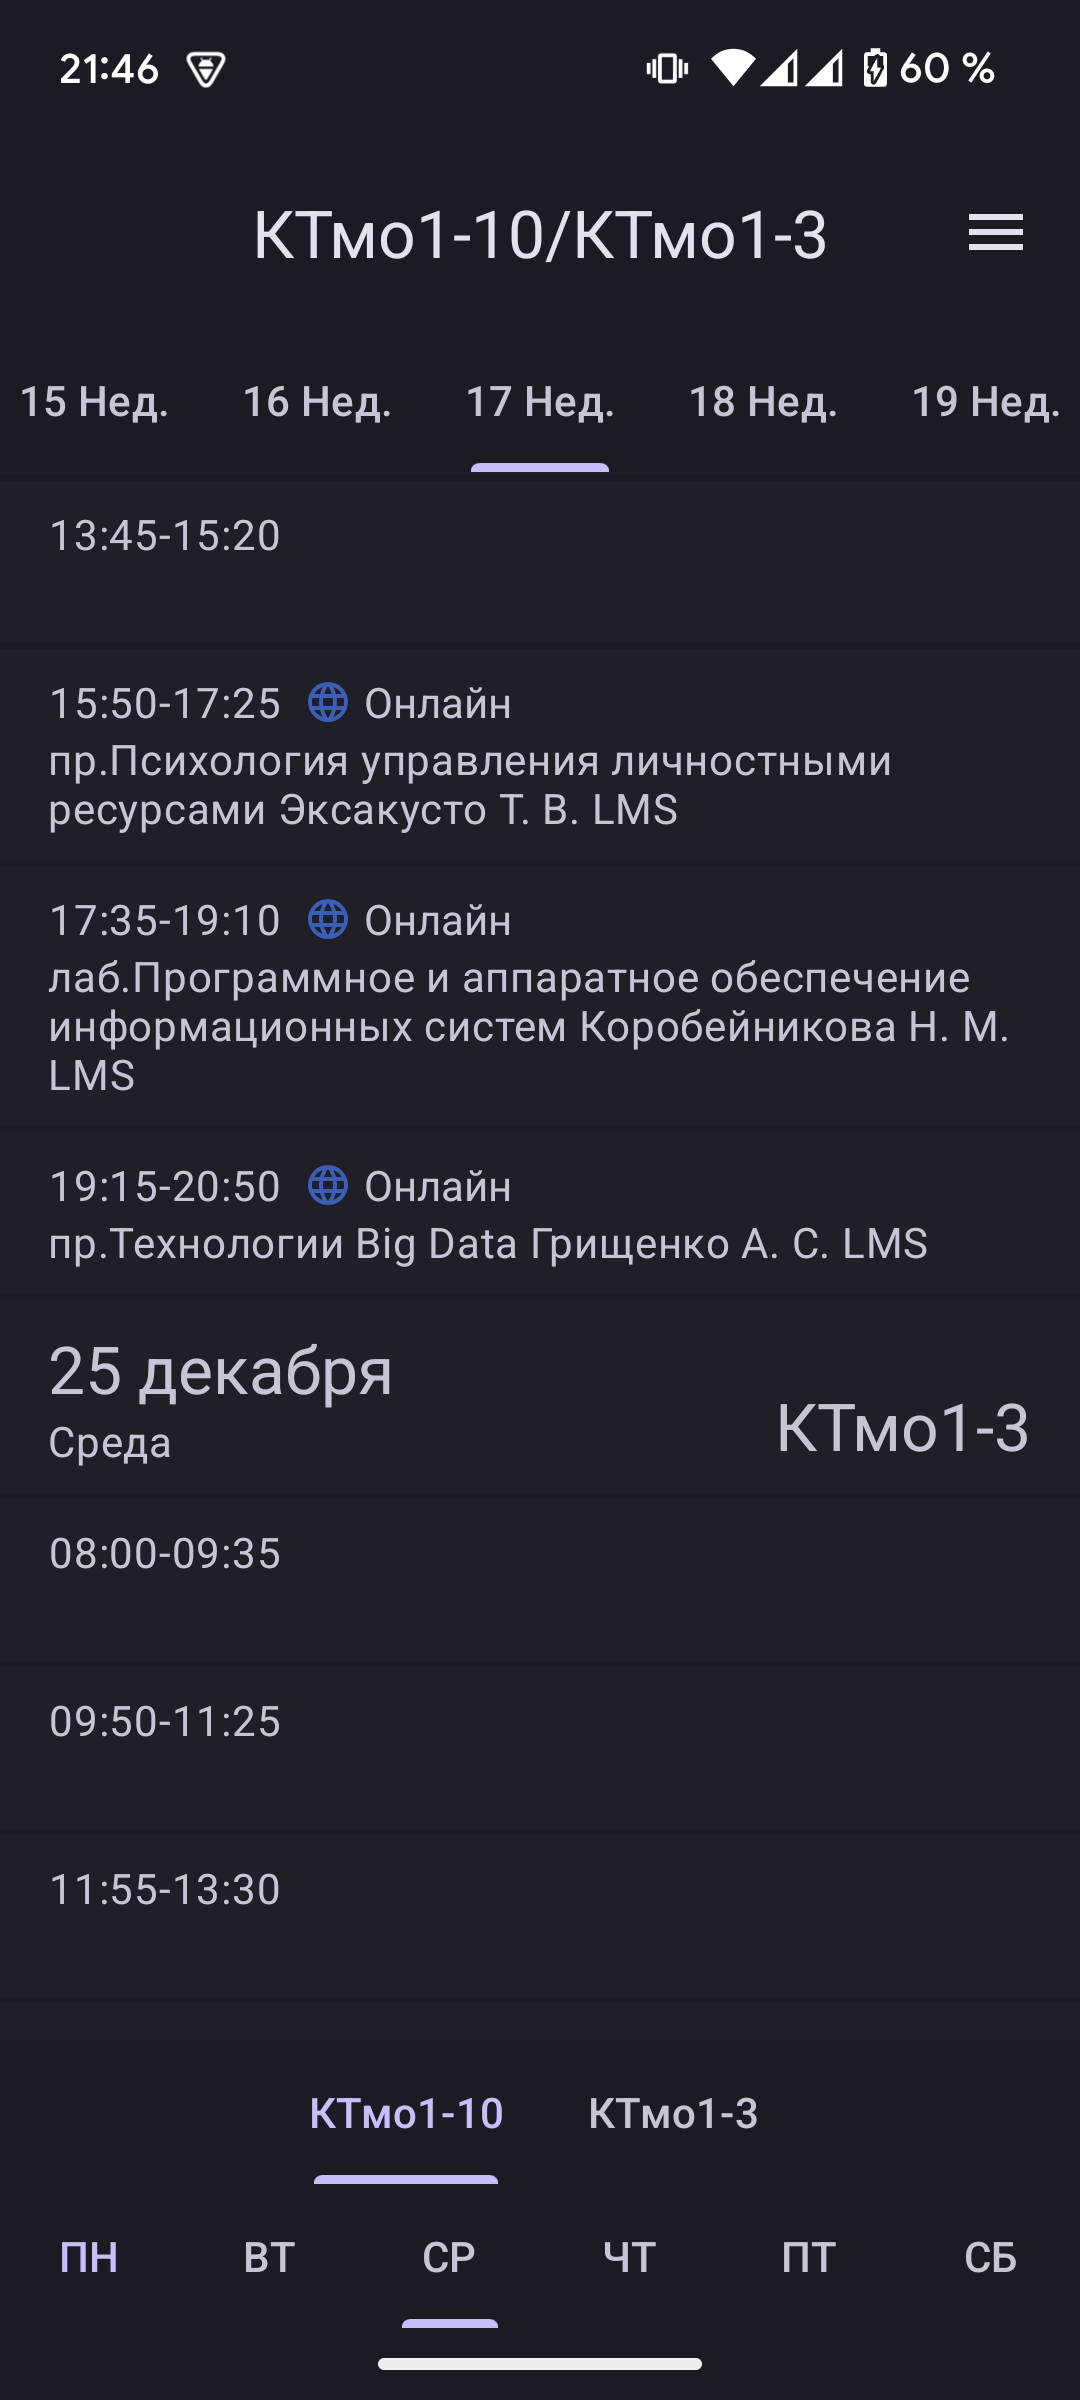 21:46
60 %
КТмо1-10/КТмо1-3
15 Нед. 16 Нед. 17 Нед. 18 Нед. 19 Нед.
13:45-15:20
15:50-17:25 Онлайн
пр.Психология управления личностными
ресурсами Эксакусто Т. В. LMS
17:35-19:10 Онлайн
лаб.Программное и аппаратное обеспечение
информационных систем Коробейникова Н. М.
LMS
19:15-20:50 Онлайн
пр.Технологии Big Data Грищенко А. С. LMS
25 декабря
Среда
КТмо1-3
08:00-09:35
09:50-11:25
11:55-13:30
КТмо1-10 КТмо1-3
ПН ВТ СР ЧТ ПТ СБ